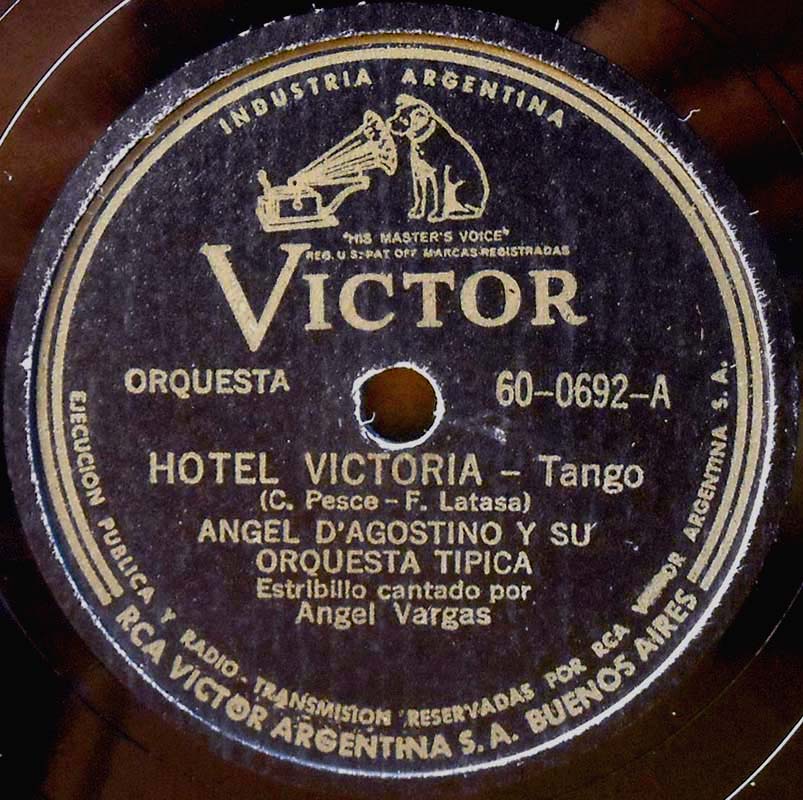 INDUSTRIA ARGENTINA
"HIS MASTER'S VOICE"
REG. U.S. PAT OFF MARCAS REGISTRADAS
VICTOR
ORQUESTA
60-0692-A
HOTEL VICTORIA - Tango
(C. Pesce - F. Latasa)
ANGEL D'AGOSTINO Y SU
ORQUESTA TIPICA
Estribillo cantado por
Angel Vargas
EJECUCION PUBLICA Y RADIO-TRANSMISION RESERVADAS POR RCA VICTOR ARGENTINA S. A.
RCA VICTOR ARGENTINA S. A. BUENOS AIRES